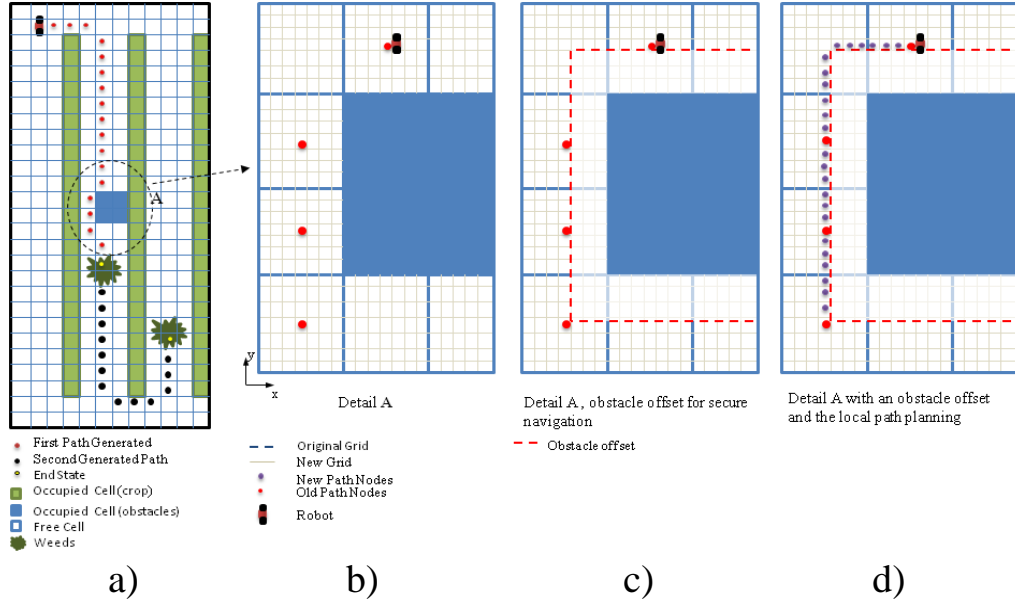 A
y
x
Detail A
Detail A , obstacle offset for secure
navigation
Detail A with an obstacle offset
and the local path planning
First Path Generated
Second Generated Path
End State
Occupied Cell (crop)
Occupied Cell (obstacles)
Free Cell
Weeds
Original Grid
New Grid
New Path Nodes
Old Path Nodes
Robot
Obstacle offset
a)
b)
c)
d)